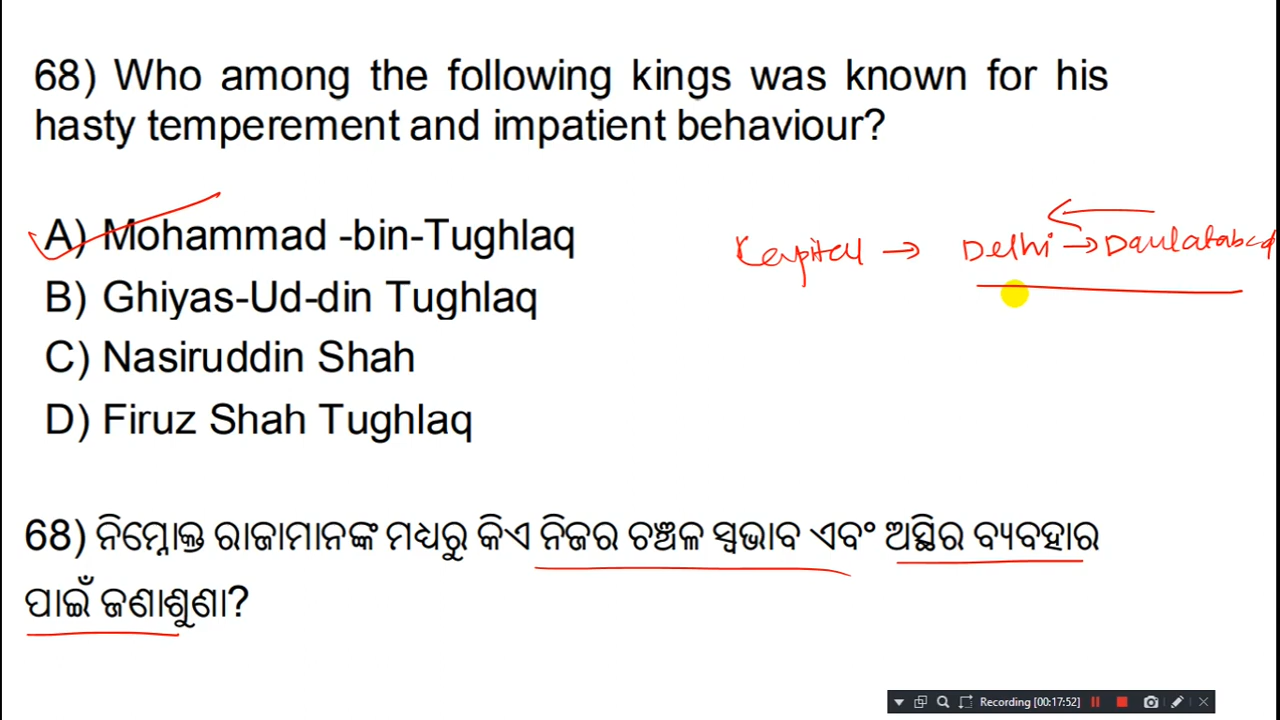 68) Who among the following kings was known for his
hasty temperement and impatient behaviour?
A) Mohammad -bin-Tughlaq
Kapital → Delhi → Daulatabad
B) Ghiyas-Ud-din Tughlaq
C) Nasiruddin Shah
D) Firuz Shah Tughlaq
68) ନିମ୍ନୋକ୍ତ ରାଜାମାନଙ୍କ ମଧ୍ୟରୁ କିଏ ନିଜର ଚଞ୍ଚଳ ସ୍ୱଭାବ ଏବଂ ଅସ୍ଥିର ବ୍ୟବହାର
ପାଇଁ ଜଣାଶୁଣା?
Recording [00:17:52]